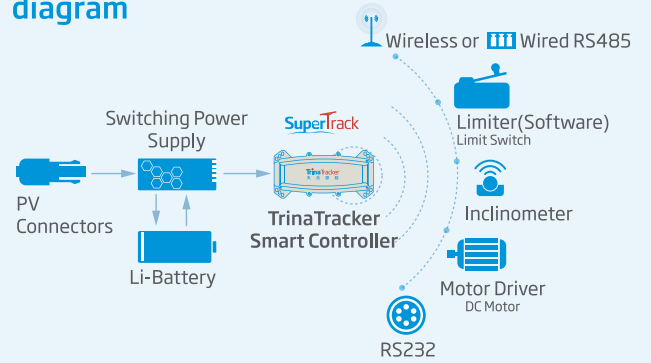 diagram
Wireless or Wired RS485
Switching Power
Supply
SuperTrack
Limiter(Software)
Limit Switch
TrinaTracker
PV
Connectors
TrinaTracker
Smart Controller
Inclinometer
Li-Battery
Motor Driver
DC Motor
RS232